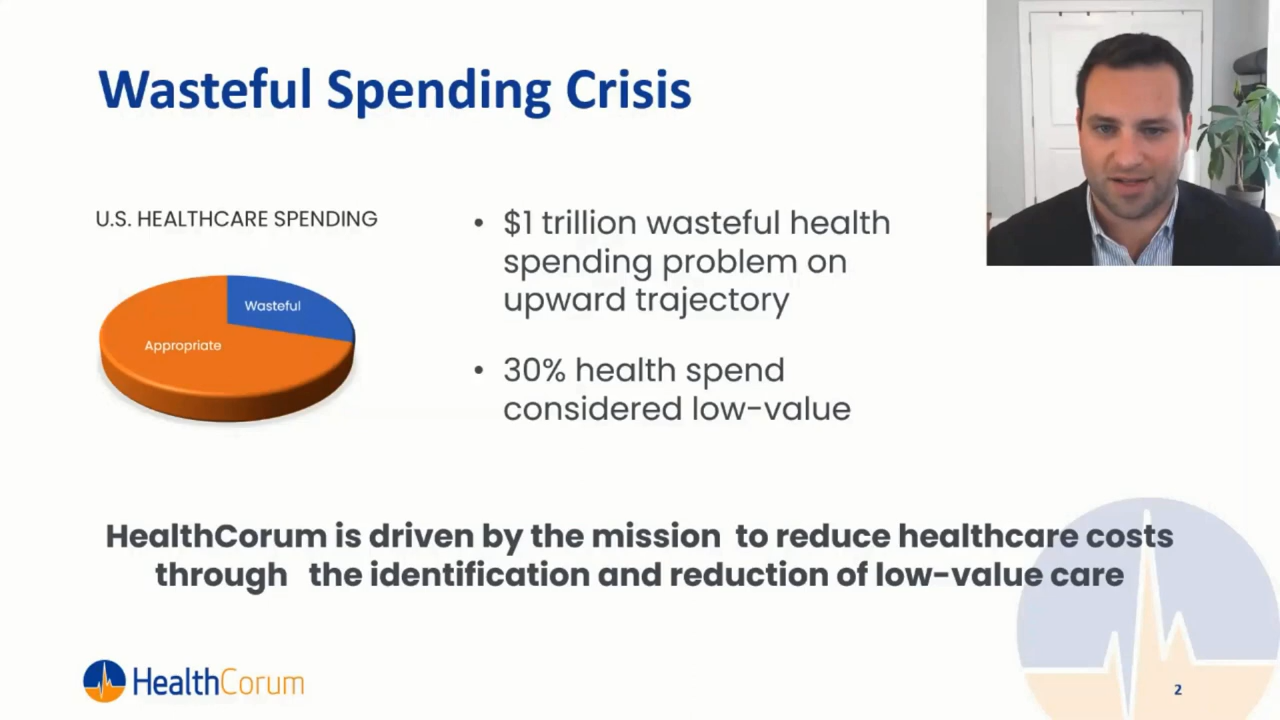 Wasteful Spending Crisis
U.S. HEALTHCARE SPENDING
Wasteful
Appropriate
• $1 trillion wasteful health
spending problem on
upward trajectory
• 30% health spend
considered low-value
HealthCorum is driven by the mission to reduce healthcare costs
through the identification and reduction of low-value care
HealthCorum
2